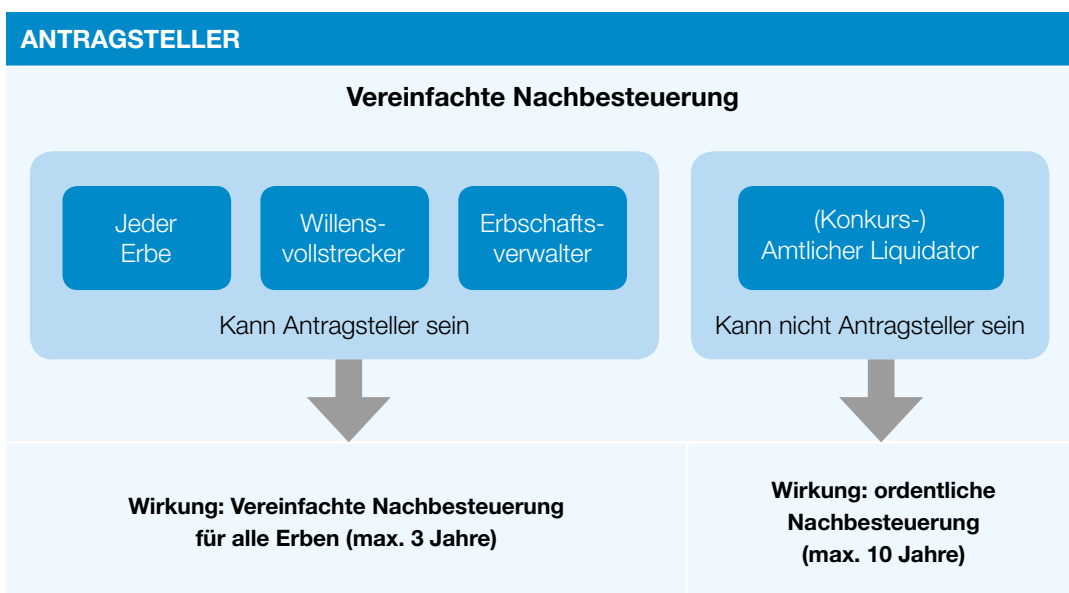 ANTRAGSTELLER
Vereinfachte Nachbesteuerung
Jeder
Erbe
Willens-
vollstrecker
Erbschafts-
verwalter
Kann Antragsteller sein
(Konkurs-)
Amtlicher Liquidator
Kann nicht Antragsteller sein
Wirkung: Vereinfachte Nachbesteuerung
für alle Erben (max. 3 Jahre)
Wirkung: ordentliche
Nachbesteuerung
(max. 10 Jahre)